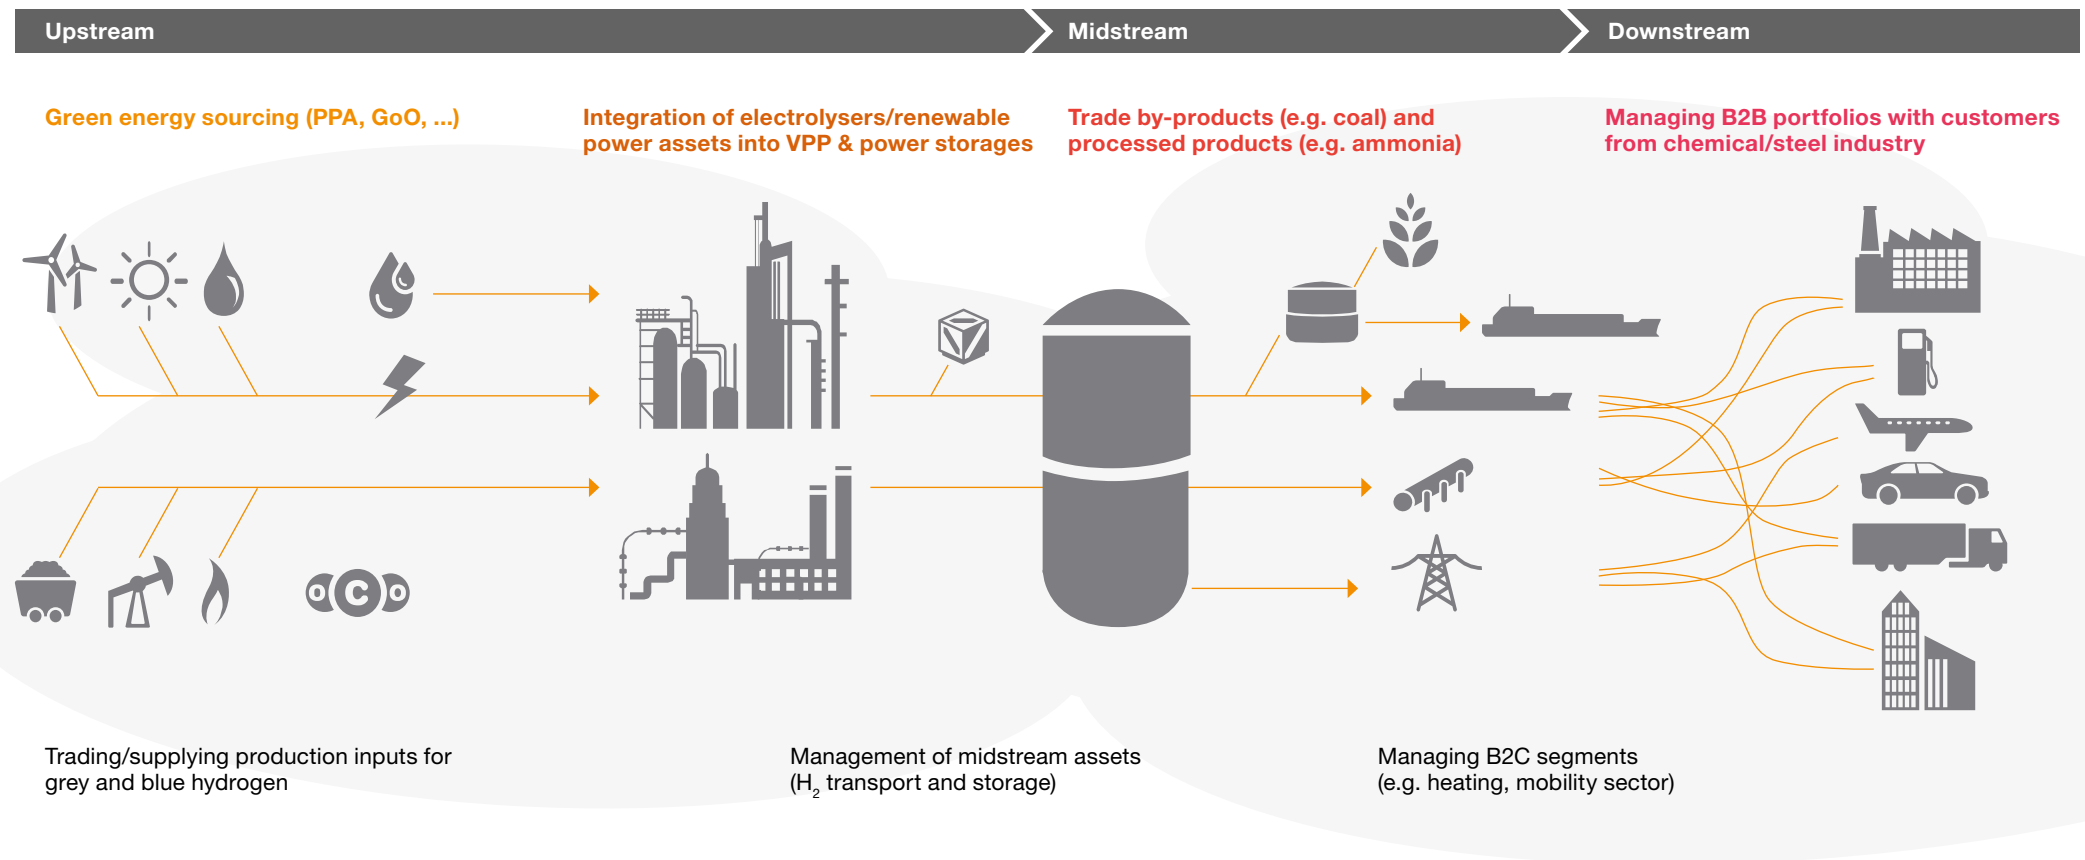 Upstream
Midstream
Downstream
Green energy sourcing (PPA, GoO, ...)
Integration of electrolysers/renewable
power assets into VPP & power storages
Trade by-products (e.g. coal) and
processed products (e.g. ammonia)
Managing B2B portfolios with customers
from chemical/steel industry
O C O
Trading/supplying production inputs for
grey and blue hydrogen
Management of midstream assets
(H₂ transport and storage)
Managing B2C segments
(e.g. heating, mobility sector)